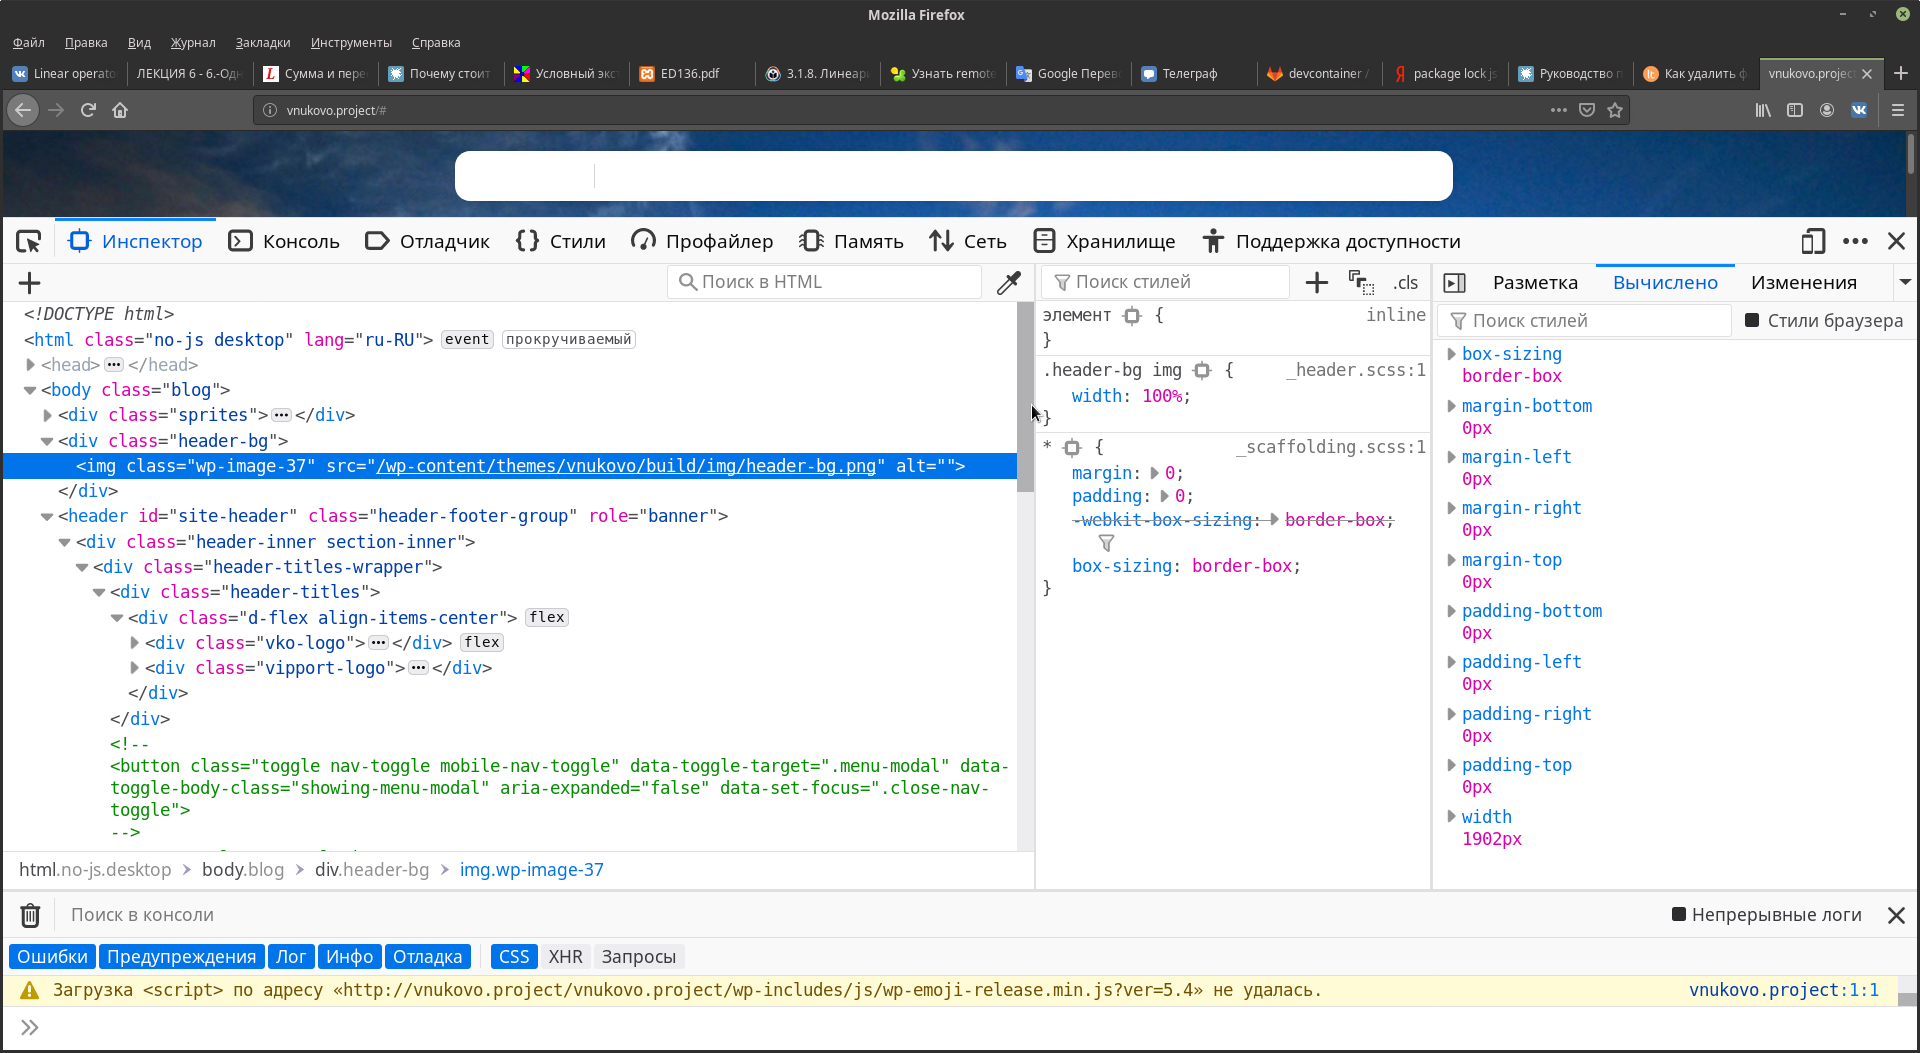 Mozilla Firefox
Файл Правка Вид Журнал Закладки Инструменты Справка
Linear operato ЛЕКЦИЯ 6 - 6.-Одн Сумма и пере Почему стоит Условный экс ED136.pdf 3.1.8. Линеар Узнать remote Google Перев Телеграф devcontainer / package lock js Руководство п Как удалить ф vnukovo.project
vnukovo.project/#
Инспектор Консоль Отладчик Стили Профайлер Память Сеть Хранилище Поддержка доступности
Поиск в HTML
Поиск стилей
.cls
Разметка Вычислено Изменения
<!DOCTYPE html>
<html class="no-js desktop" lang="ru-RU"> event прокручиваемый
<head> ••• </head>
<body class="blog">
<div class="sprites"> ••• </div>
<div class="header-bg">
<img class="wp-image-37" src="/wp-content/themes/vnukovo/build/img/header-bg.png" alt="">
</div>
<header id="site-header" class="header-footer-group" role="banner">
<div class="header-inner section-inner">
<div class="header-titles-wrapper">
<div class="header-titles">
<div class="d-flex align-items-center"> flex
<div class="vko-logo"> ••• </div> flex
<div class="vipport-logo"> ••• </div>
</div>
</div>
<!--
<button class="toggle nav-toggle mobile-nav-toggle" data-toggle-target=".menu-modal" data-
toggle-body-class="showing-menu-modal" aria-expanded="false" data-set-focus=".close-nav-
toggle">
-->
html.no-js.desktop body.blog div.header-bg img.wp-image-37
элемент { inline
}
.header-bg img { _header.scss:1
width: 100%;
}
* { _scaffolding.scss:1
margin: 0;
padding: 0;
-webkit-box-sizing: border-box;
box-sizing: border-box;
}
Поиск стилей Стили браузера
box-sizing
border-box
margin-bottom
0px
margin-left
0px
margin-right
0px
margin-top
0px
padding-bottom
0px
padding-left
0px
padding-right
0px
padding-top
0px
width
1902px
Поиск в консоли Непрерывные логи
Ошибки Предупреждения Лог Инфо Отладка CSS XHR Запросы
Загрузка <script> по адресу «http://vnukovo.project/vnukovo.project/wp-includes/js/wp-emoji-release.min.js?ver=5.4» не удалась. vnukovo.project:1:1